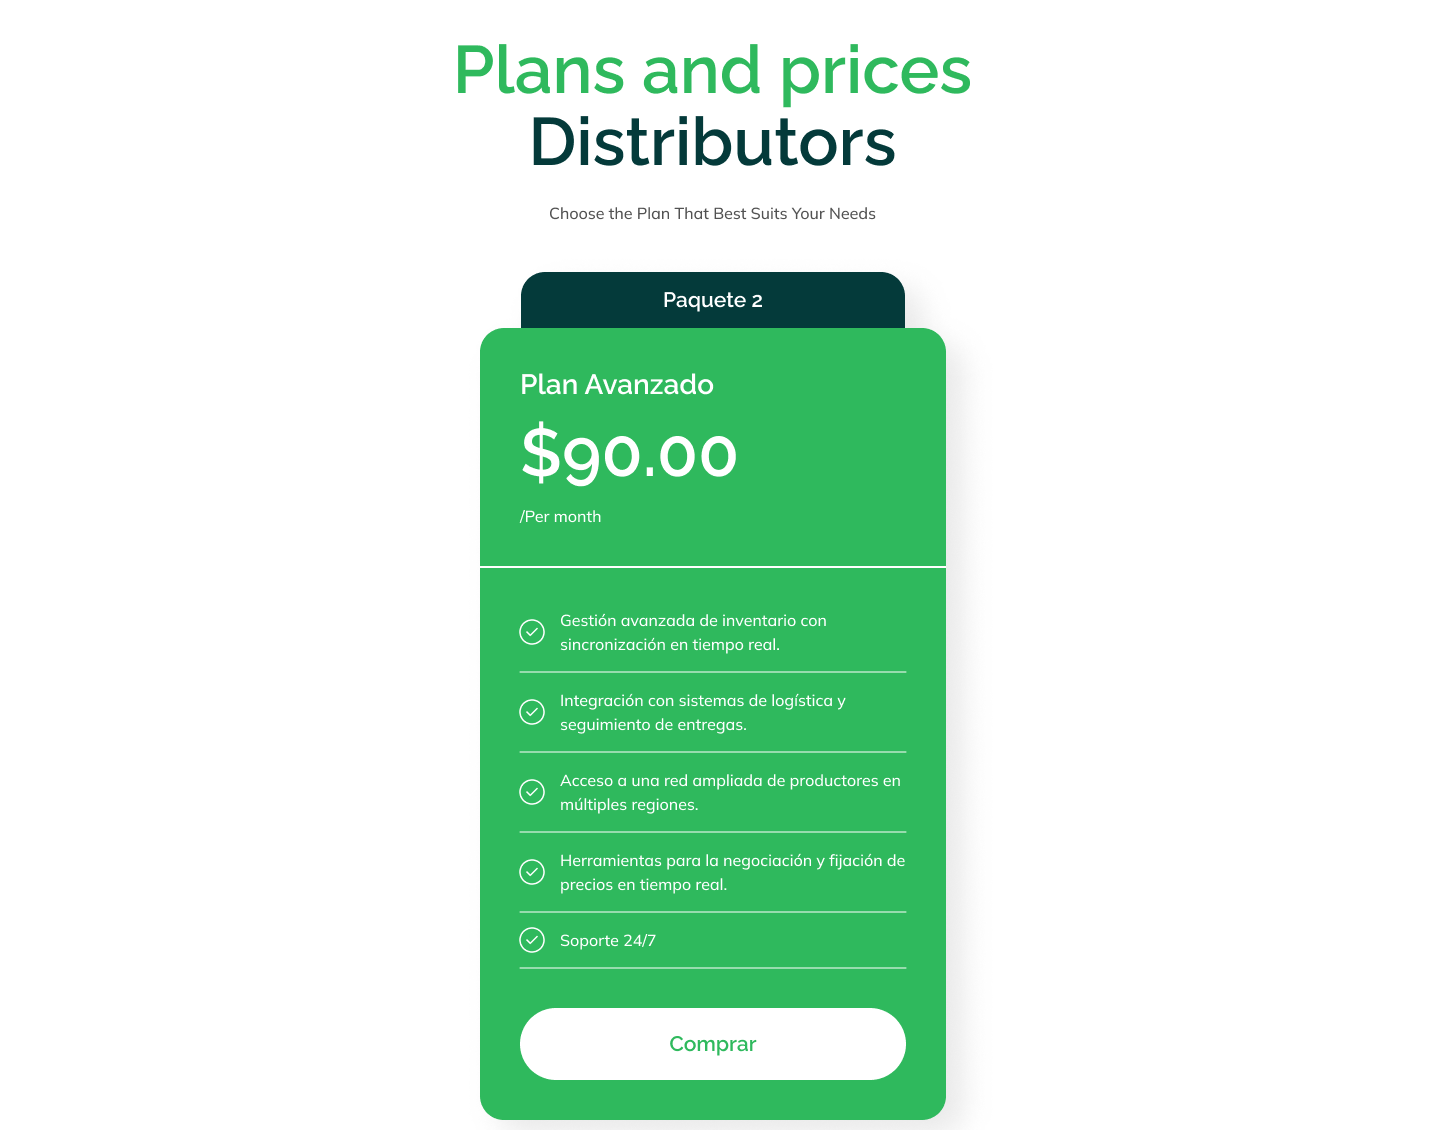 Plans and prices
Distributors
Choose the Plan That Best Suits Your Needs
Paquete 2
Plan Avanzado
$90.00
/Per month
Gestión avanzada de inventario con
sincronización en tiempo real.
Integración con sistemas de logística y
seguimiento de entregas.
Acceso a una red ampliada de productores en
múltiples regiones.
Herramientas para la negociación y fijación de
precios en tiempo real.
Soporte 24/7
Comprar